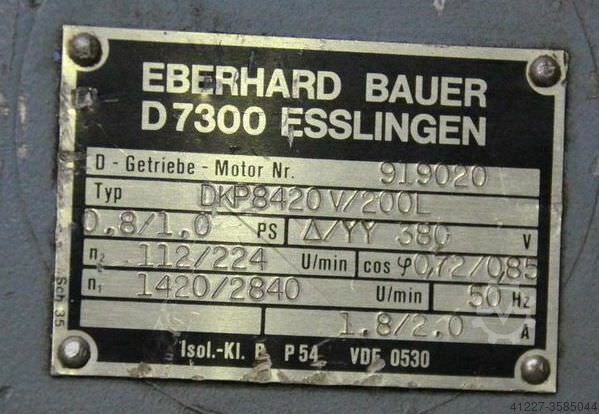 EBERHARD BAUER
D7300 ESSLINGEN
D - Getriebe - Motor Nr. 919020
Typ DKP8420V/200L
0.8/1.0 PS Δ/YY 380 V
n₂ 112/224 U/min cos φ 0,72/0,85
n₁ 1420/2840 U/min 50 Hz
1.8/2.0 A
Isol.-Kl. P54 VDE 0530
Sch 35
41227-3585044